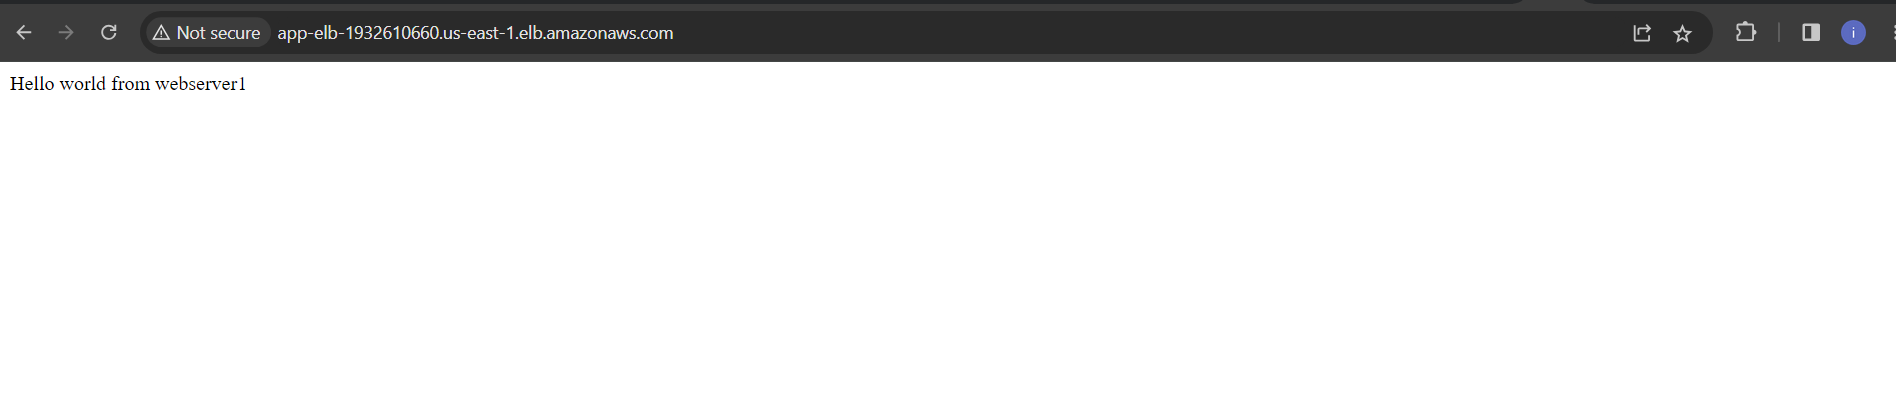 Not secure app-elb-1932610660.us-east-1.elb.amazonaws.com i
Hello world from webserver1